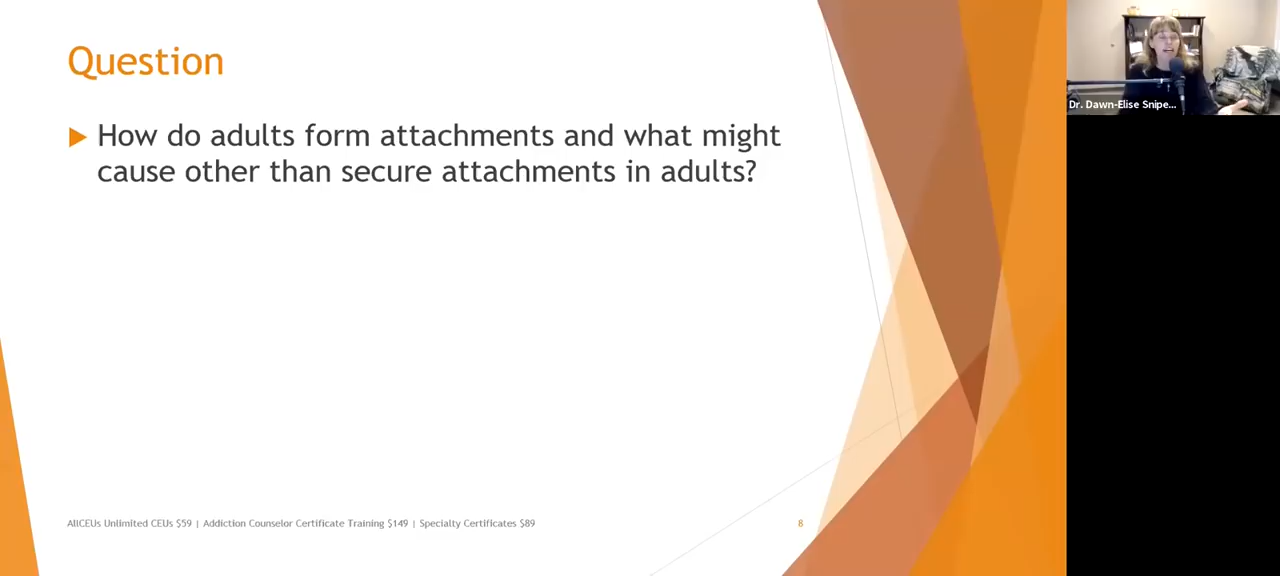 Question
How do adults form attachments and what might
cause other than secure attachments in adults?
AllCEUs Unlimited CEUs $59 | Addiction Counselor Certificate Training $149 | Specialty Certificates $89
8
Dr. Dawn-Elise Snipe...